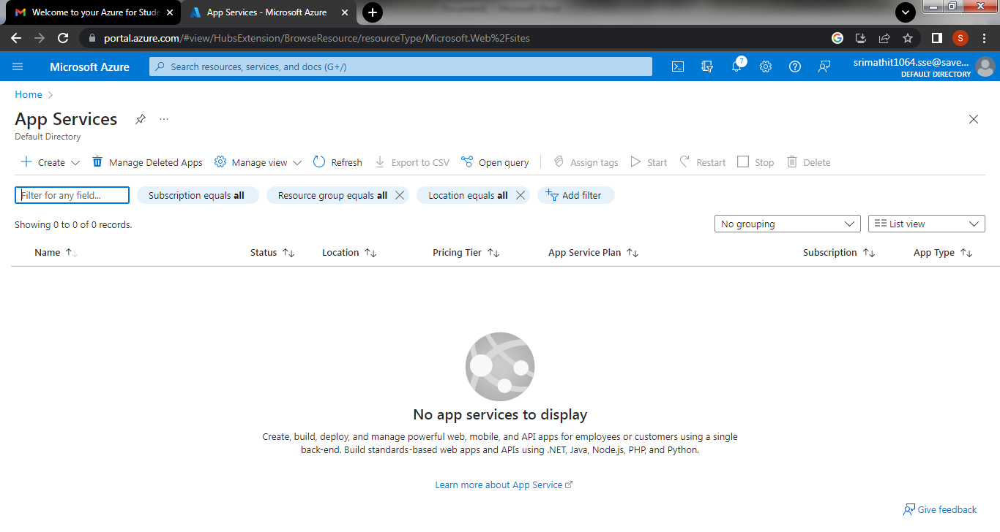 Welcome to your Azure for Stude
App Services - Microsoft Azure
portal.azure.com/#view/HubsExtension/BrowseResource/resourceType/Microsoft.Web%2Fsites
S
Microsoft Azure
Search resources, services, and docs (G+/)
7
srimathit1064.sse@save...
DEFAULT DIRECTORY
Home
App Services
...
Default Directory
Create
Manage Deleted Apps
Manage view
Refresh
Export to CSV
Open query
Assign tags
Start
Restart
Stop
Delete
Filter for any field...
Subscription equals all
Resource group equals all
Location equals all
Add filter
Showing 0 to 0 of 0 records.
No grouping
List view
Name
Status
Location
Pricing Tier
App Service Plan
Subscription
App Type
No app services to display
Create, build, deploy, and manage powerful web, mobile, and API apps for employees or customers using a single
back-end. Build standards-based web apps and APIs using .NET, Java, Node.js, PHP, and Python.
Learn more about App Service
Give feedback